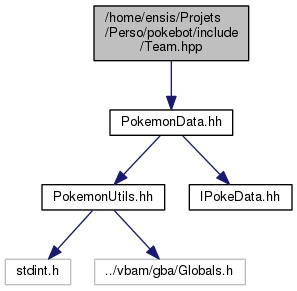 /home/ensis/Projets
/Perso/pokebot/include
/Team.hpp
PokemonData.hh
PokemonUtils.hh
IPokeData.hh
stdint.h
../vbam/gba/Globals.h